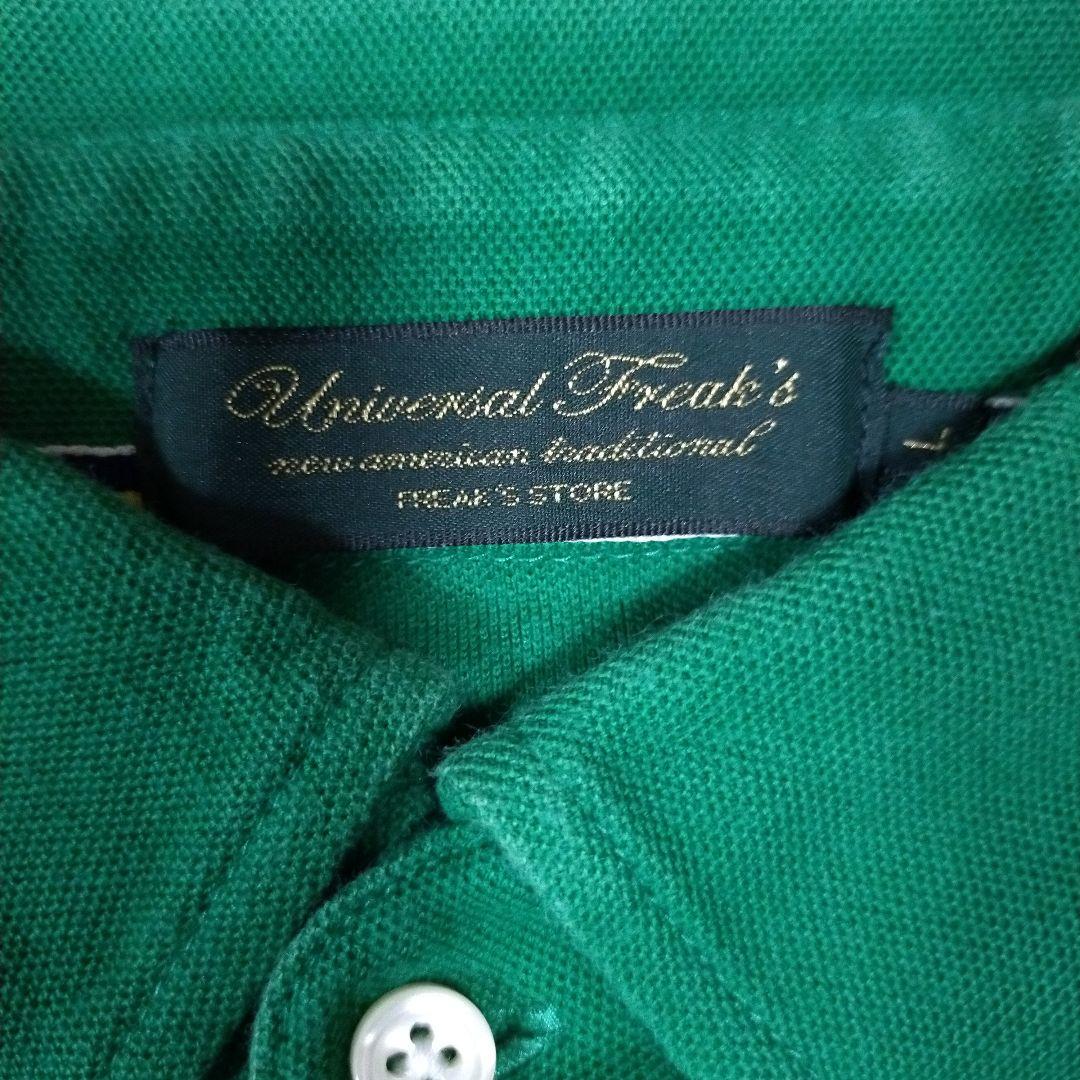 Universal Freak's
new american traditional
FREAK'S STORE
L